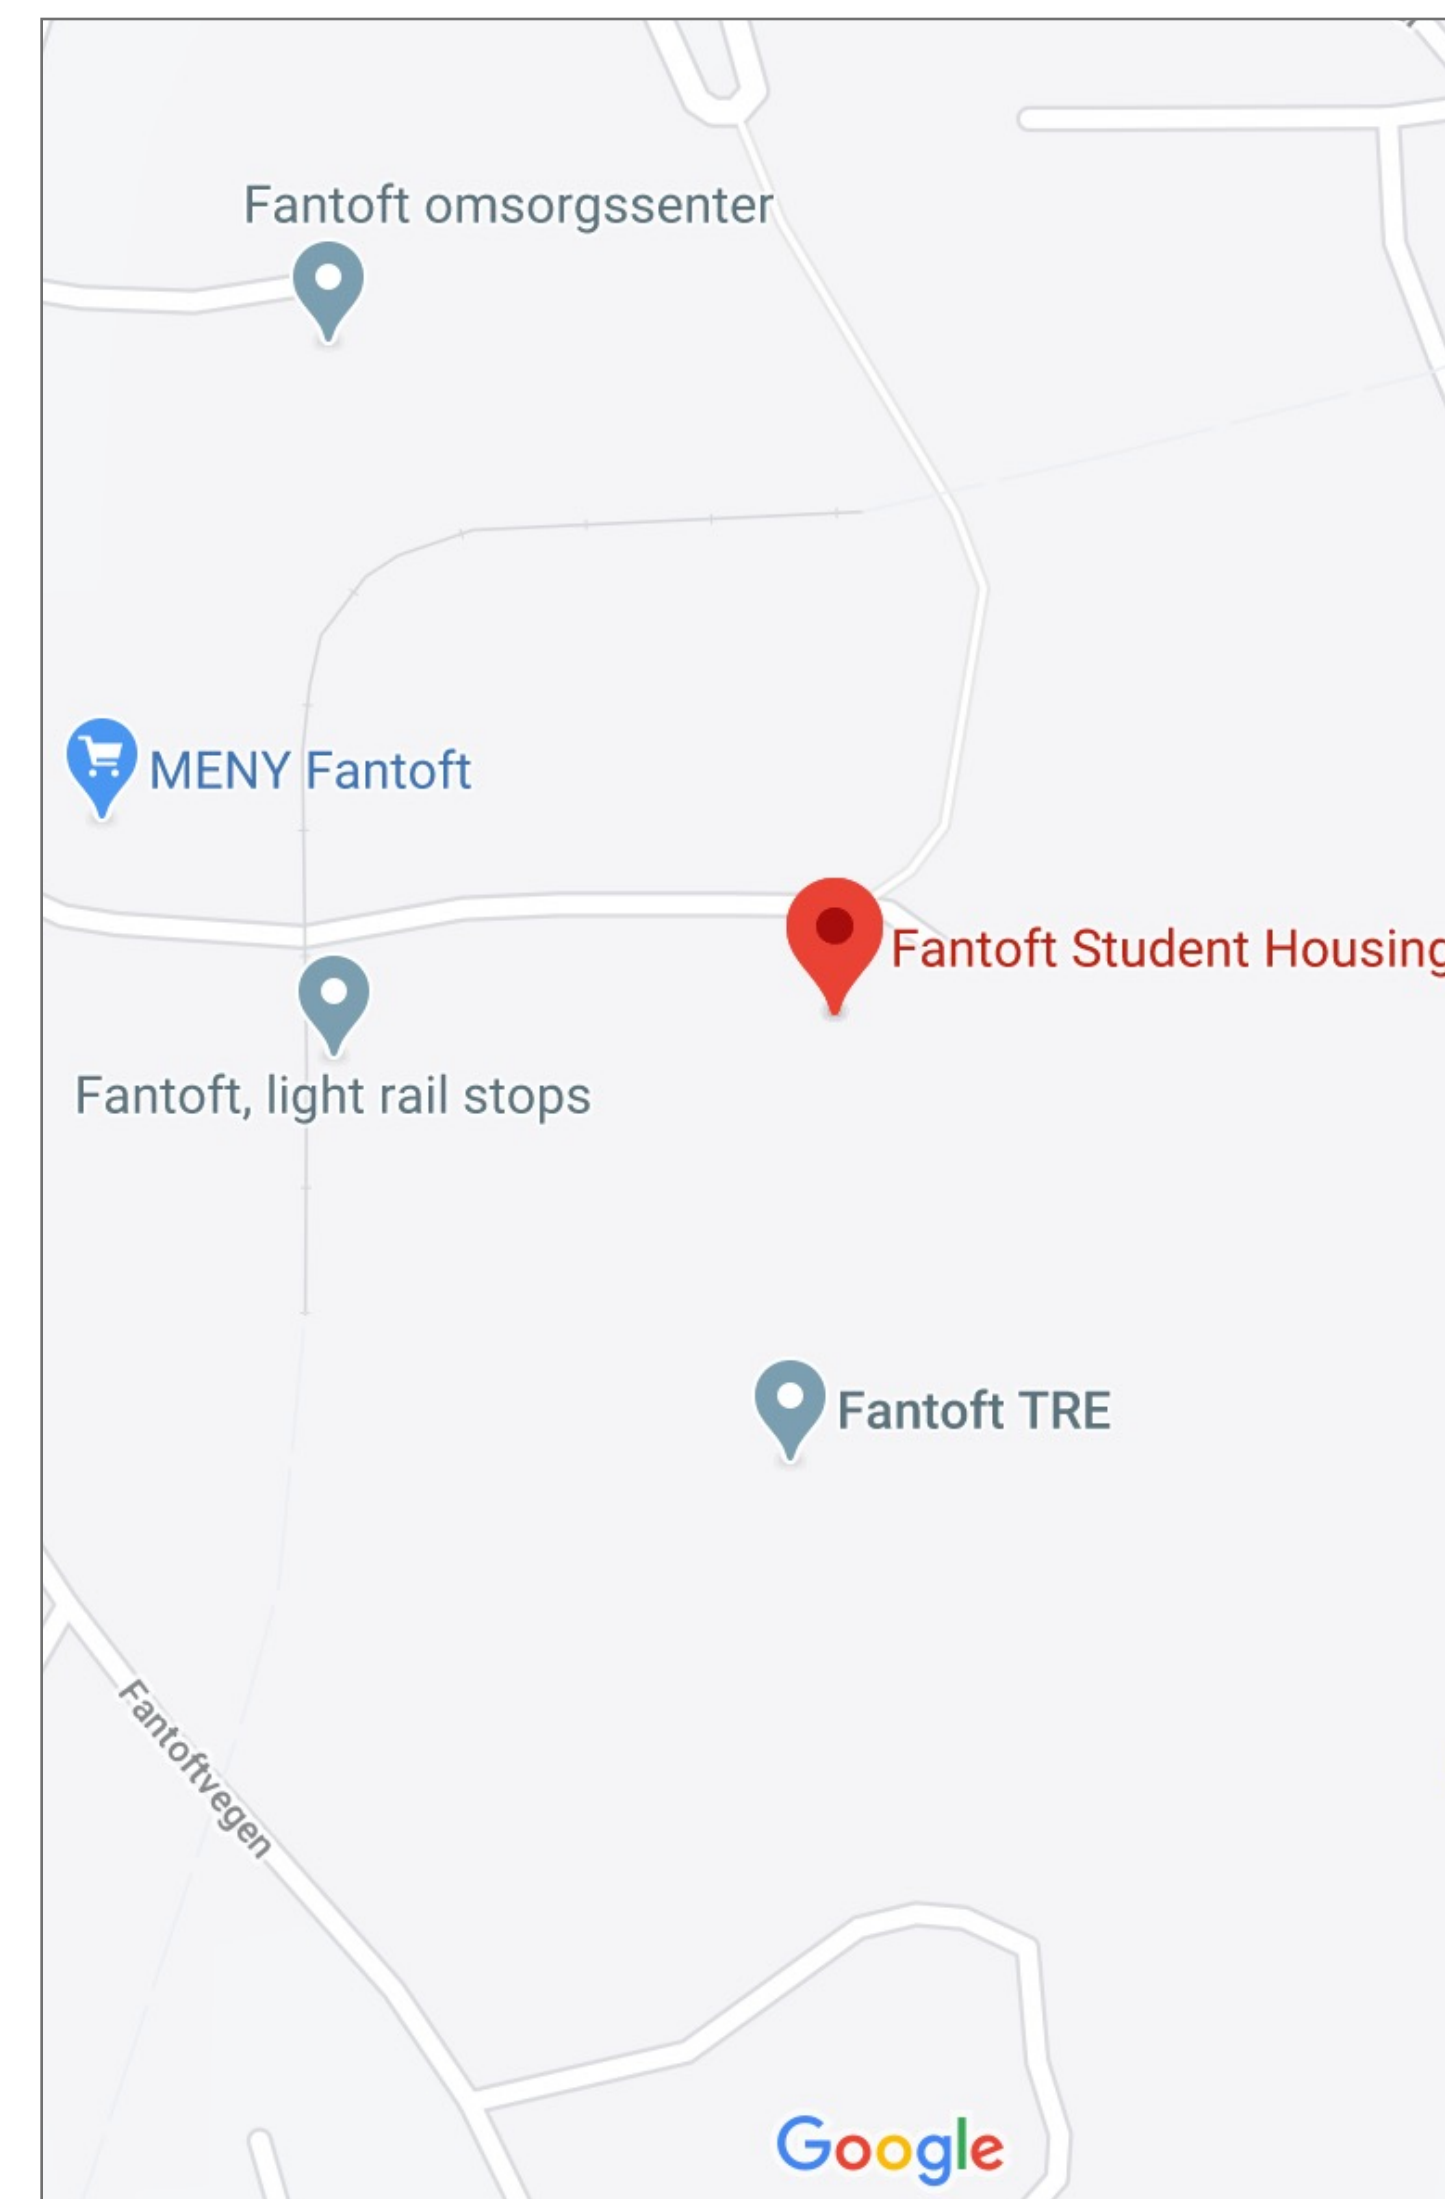 Fantoft omsorgssenter
MENY Fantoft
Fantoft Student Housing
Fantoft, light rail stops
Fantoft TRE
Fantoftvegen
Google